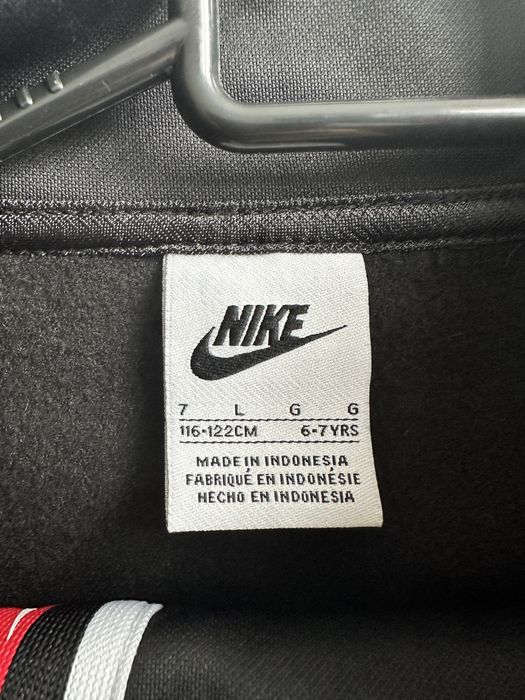 NIKE
7 L G G
116-122CM 6-7YRS
MADE IN INDONESIA
FABRIQUÉ EN INDONÉSIE
HECHO EN INDONESIA